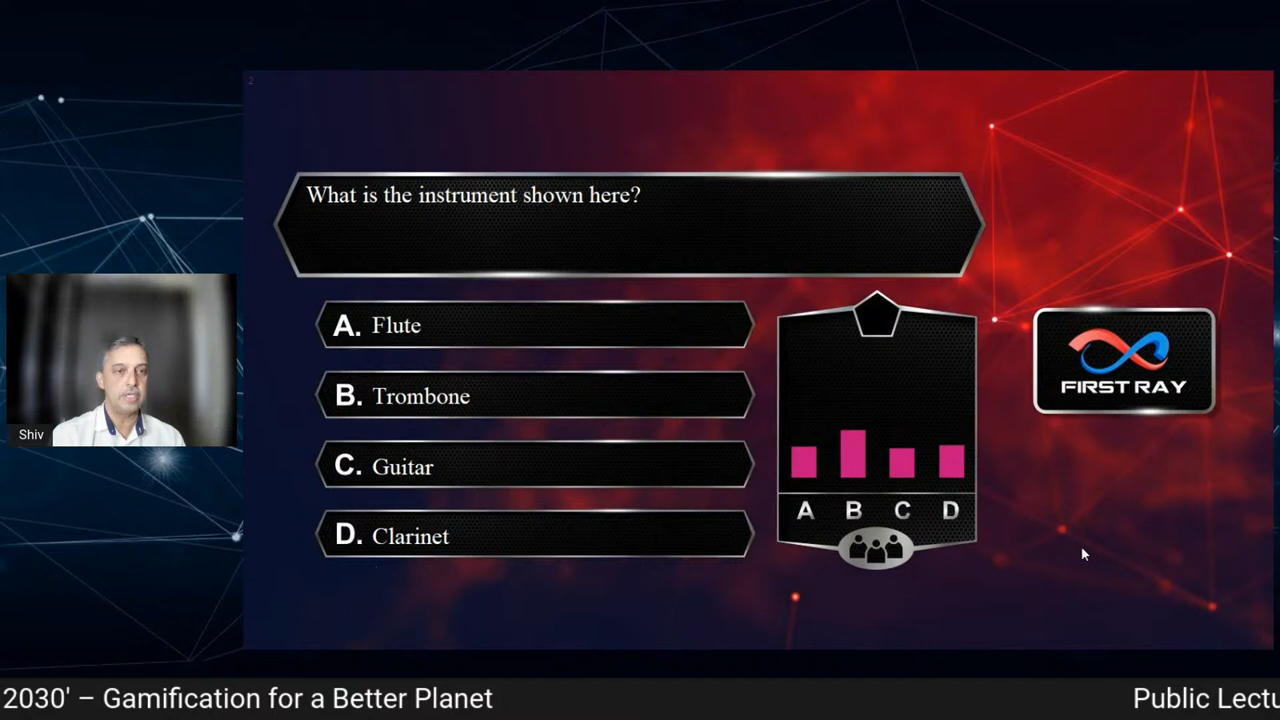 2
What is the instrument shown here?
A. Flute
B. Trombone
C. Guitar
D. Clarinet
A B C D
FIRST RAY
Shiv
2030' – Gamification for a Better Planet
Public Lectu